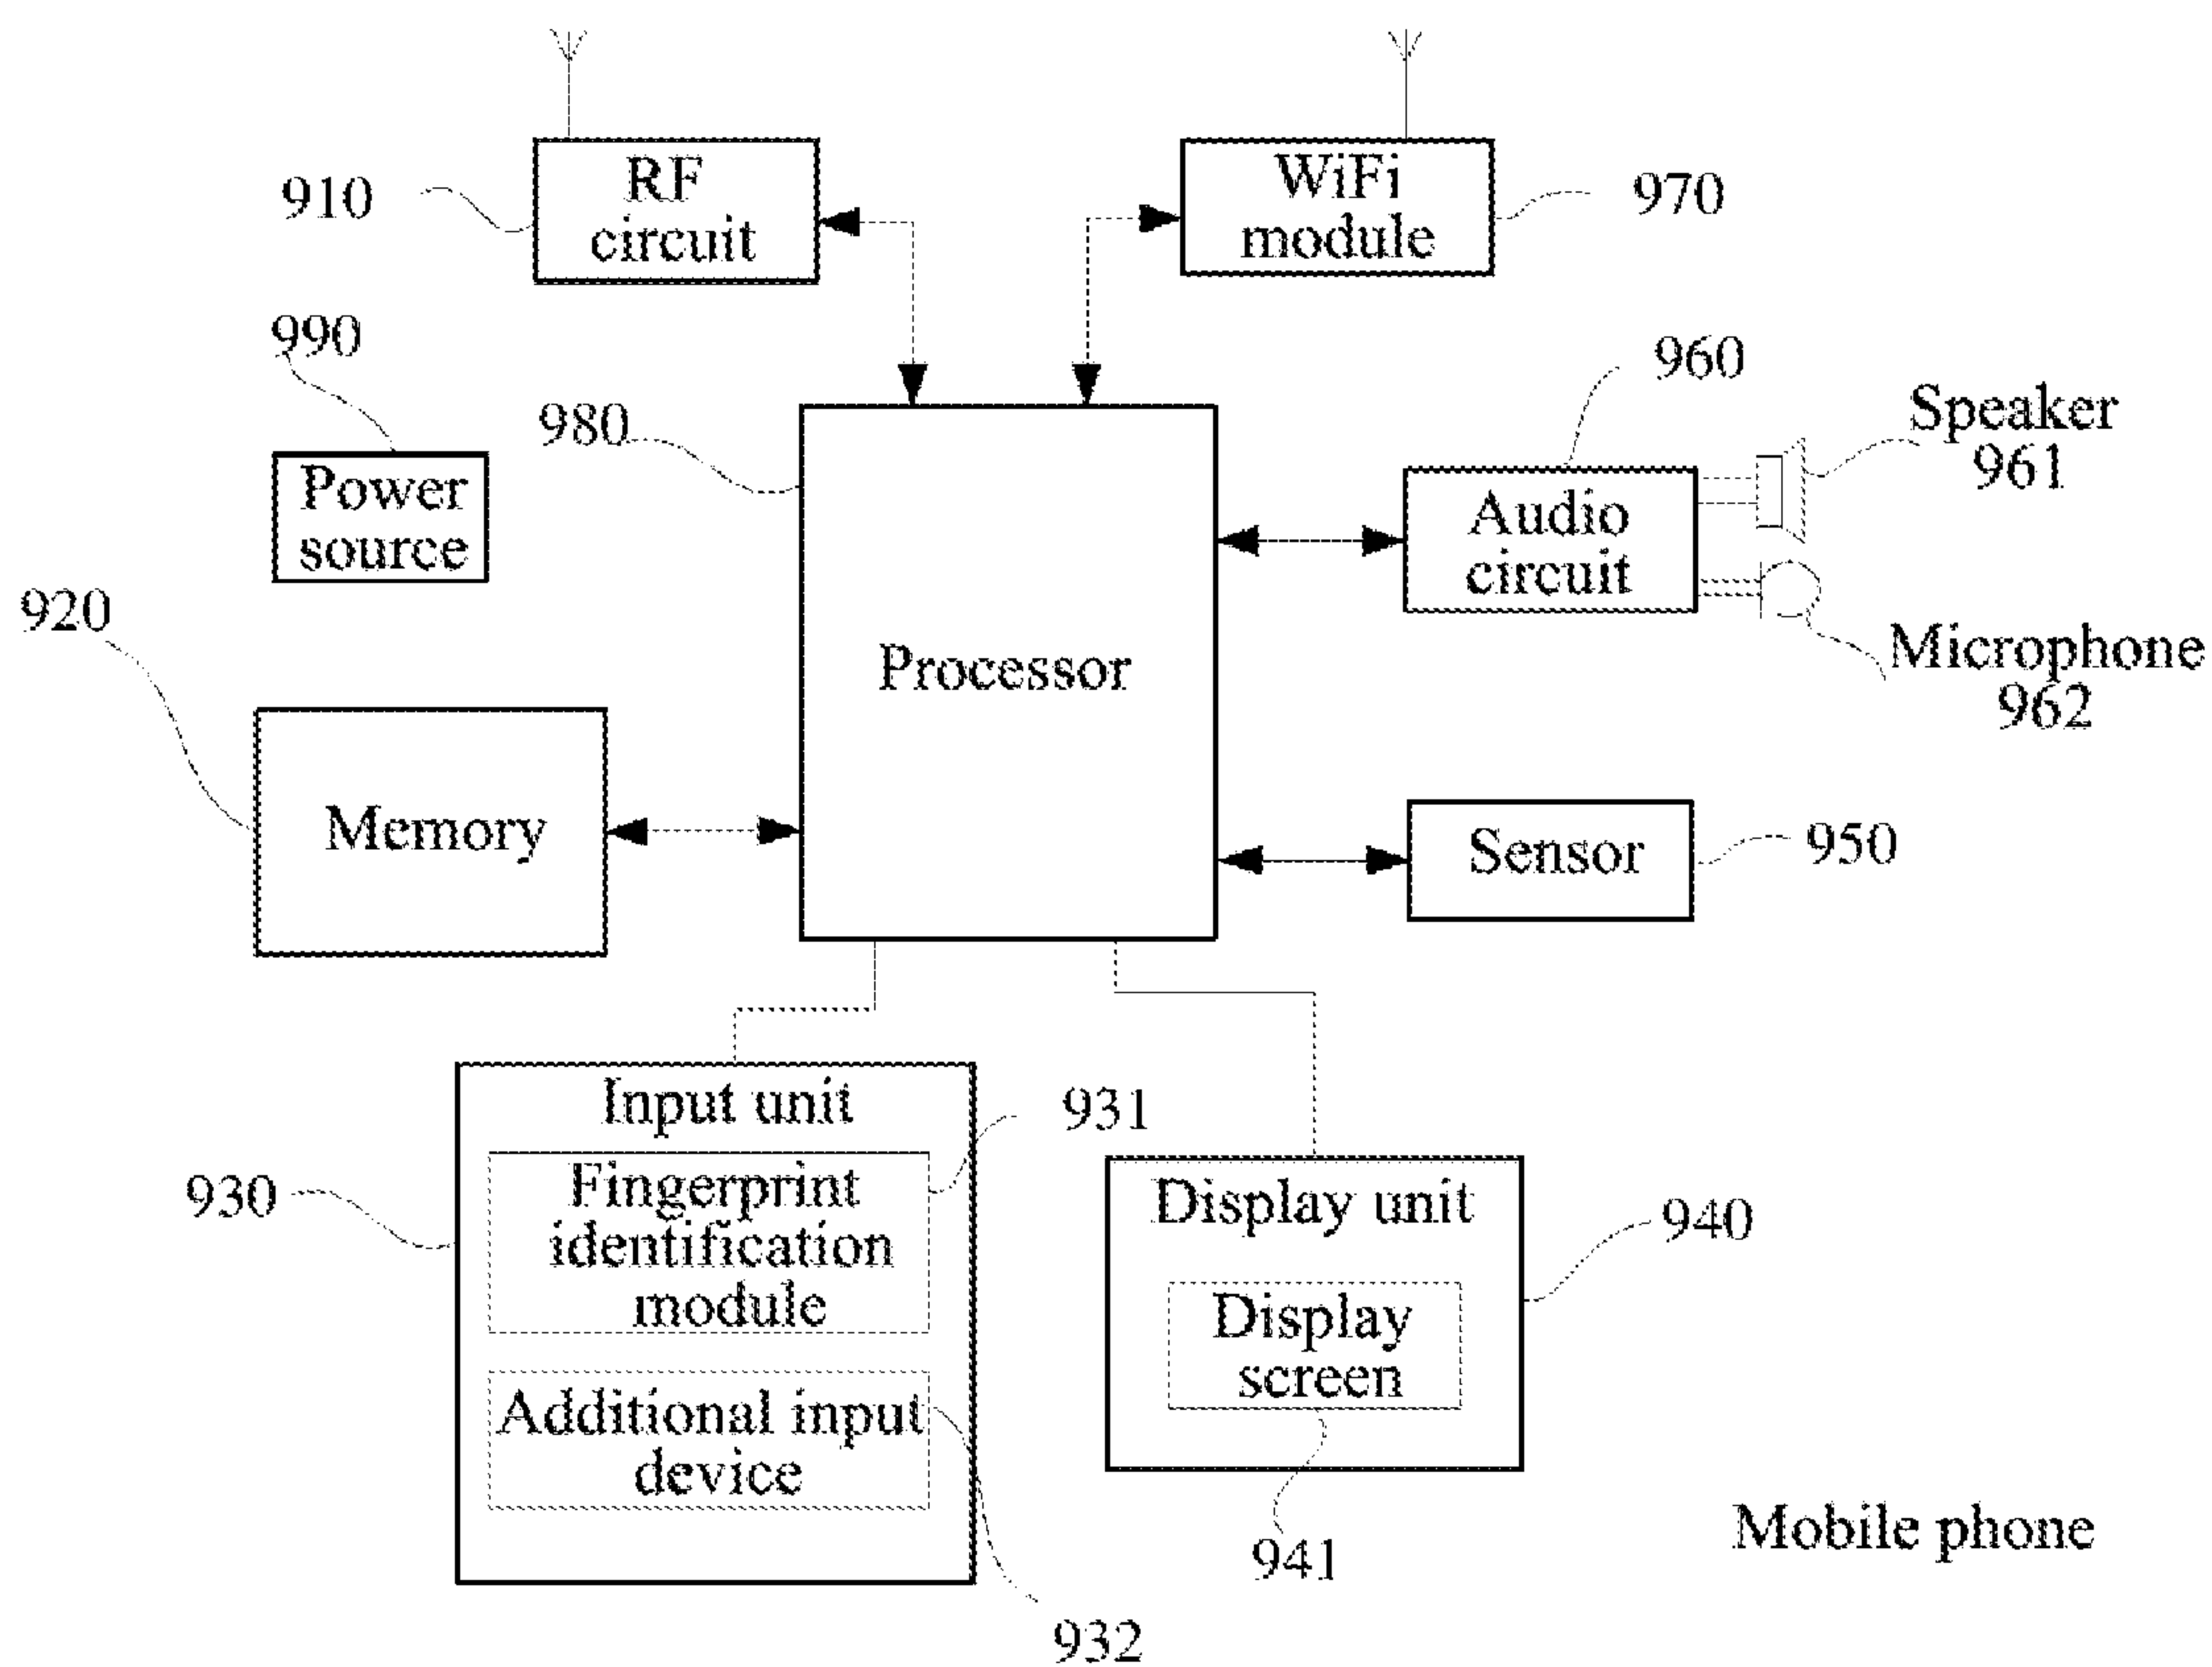 RF
circuit
910
WiFi
module
970
990
Power
source
980
Processor
960
Audio
circuit
Speaker
961
Microphone
962
920
Memory
Sensor
950
Input unit
931
Fingerprint
identification
module
930
Additional input
device
932
Display unit
940
Display
screen
941
Mobile phone